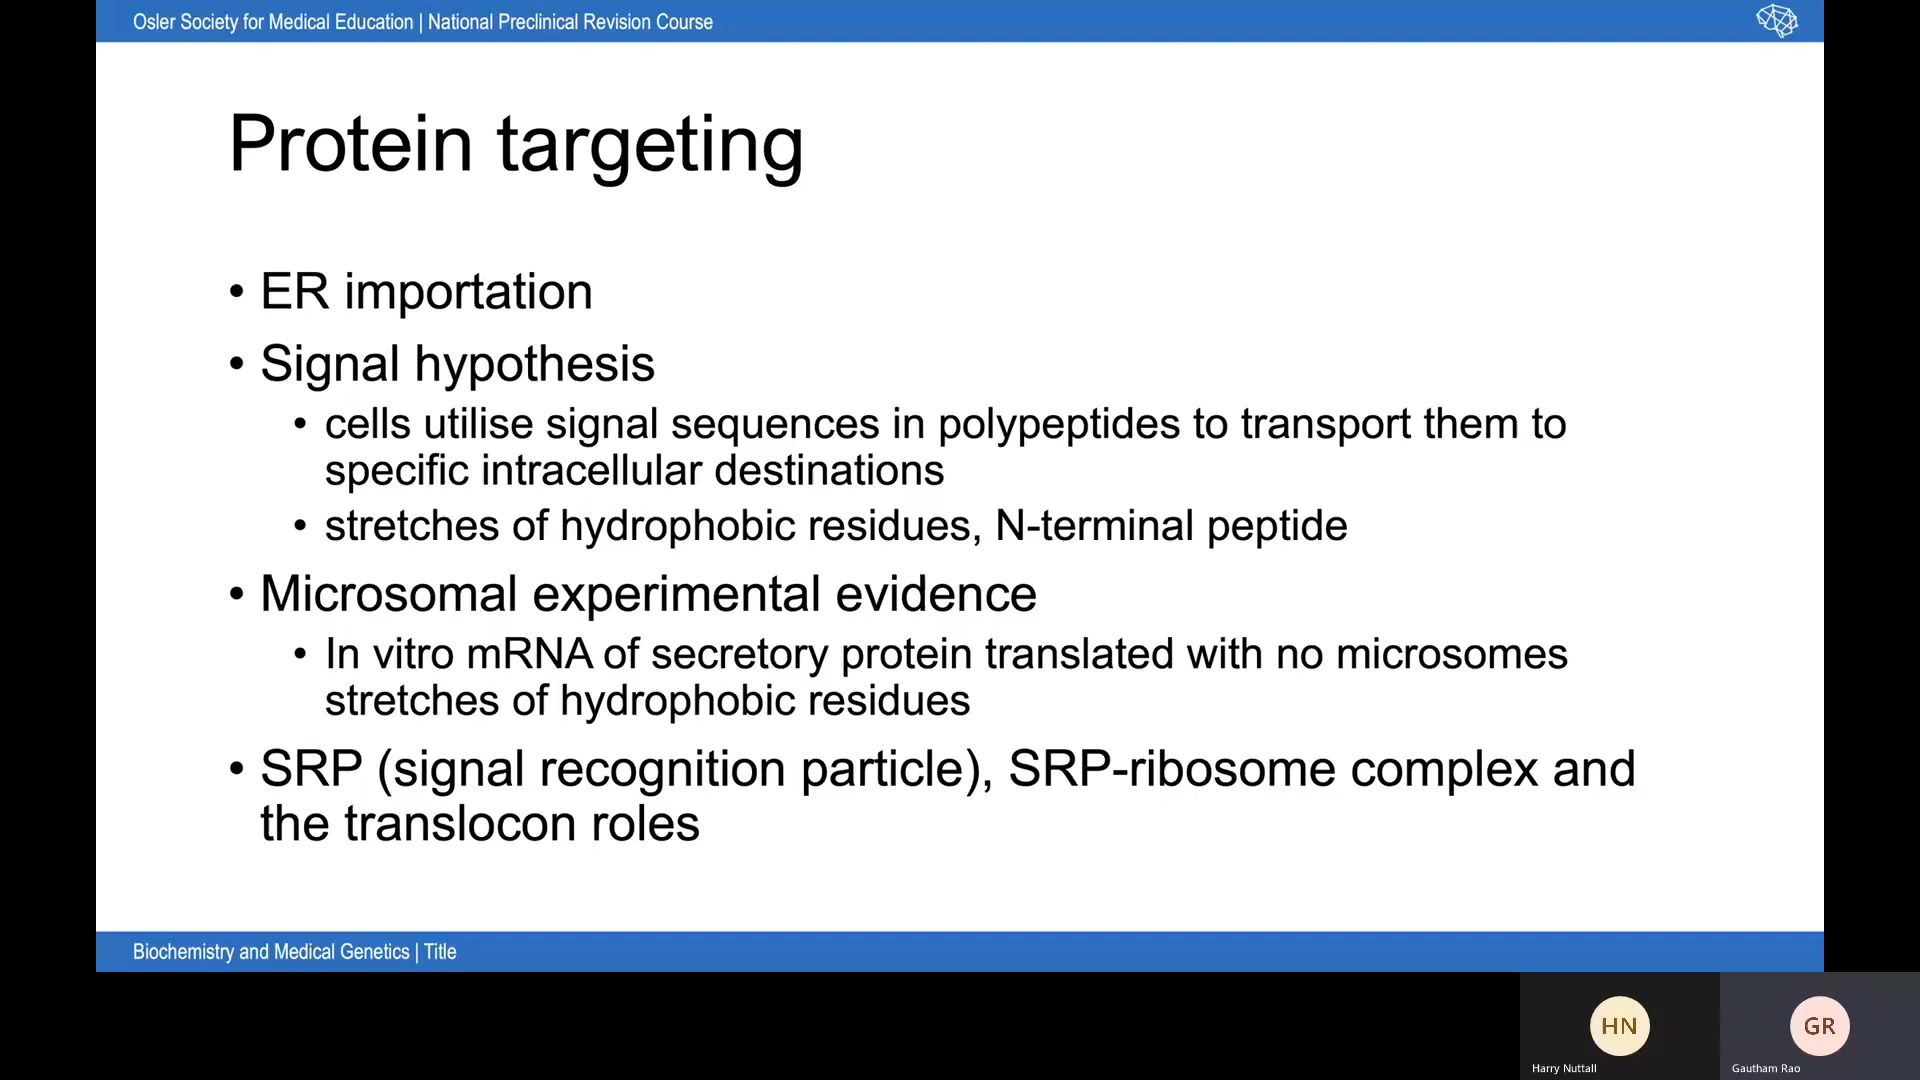 Osler Society for Medical Education | National Preclinical Revision Course
Protein targeting
• ER importation
• Signal hypothesis
• cells utilise signal sequences in polypeptides to transport them to
specific intracellular destinations
• stretches of hydrophobic residues, N-terminal peptide
• Microsomal experimental evidence
• In vitro mRNA of secretory protein translated with no microsomes
stretches of hydrophobic residues
• SRP (signal recognition particle), SRP-ribosome complex and
the translocon roles
Biochemistry and Medical Genetics | Title
HN
GR
Harry Nuttall
Gautham Rao